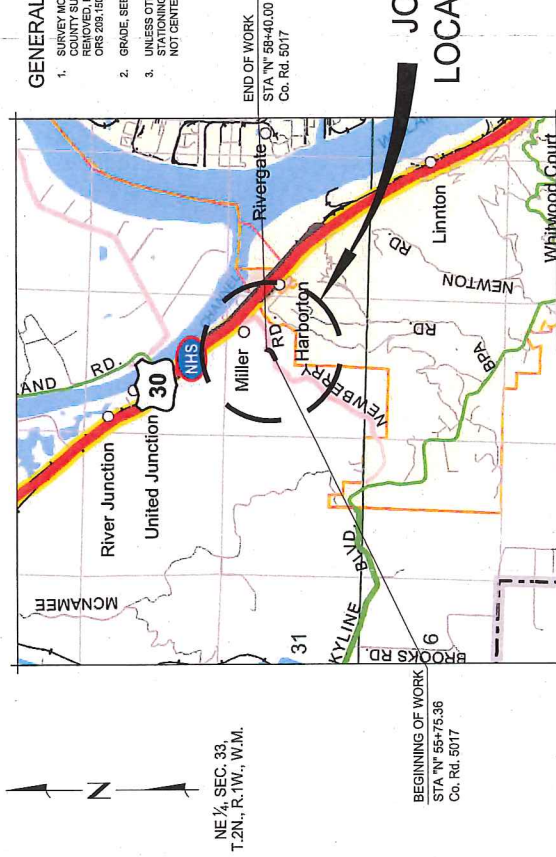 GENERAL
1. SURVEY MO
COUNTY SU
REMOVED,
ORS 209.150
2. GRADE, SEE
3. UNLESS OT
STATIONING
NOT CENTE
END OF WORK
STA "N" 58+40.00
Co. Rd. 5017
JO
LOCA
N
NE ¼, SEC. 33,
T.2N., R.1W., W.M.
BEGINNING OF WORK
STA "N" 55+75.36
Co. Rd. 5017
AND RD.
NHS
30
River Junction
United Junction
MCNAMEE
Miller
RD.
Rivergate
Harborton
NEWBERRY
Linnton
RD
NEWTON
RD
BPA
KYLINE BLVD.
31
6
BROOKS RD.
Whitwood Court